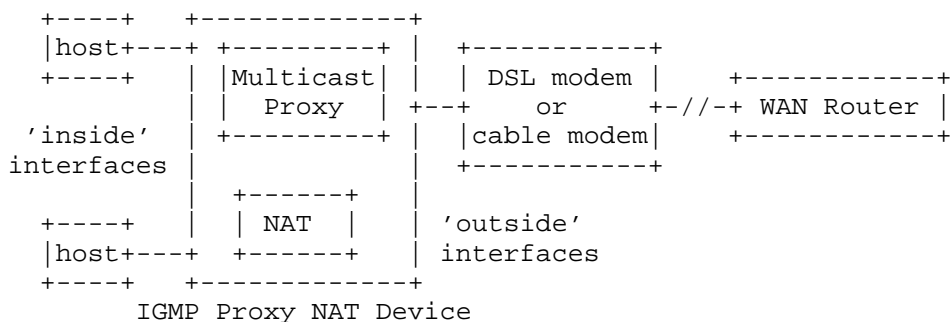 +----+   +-------------+
|host+---+ +---------+ |   +-----------+
+----+   | |Multicast| |   | DSL modem |     +------------+
         | |  Proxy  | +---+    or     +-//-+ WAN Router |
'inside' | +---------+ |   |cable modem|     +------------+
interfaces |             |   +-----------+
         |  +------+   |
+----+   |  | NAT  |   | 'outside'
|host+---+  +------+   | interfaces
+----+   +-------------+
IGMP Proxy NAT Device